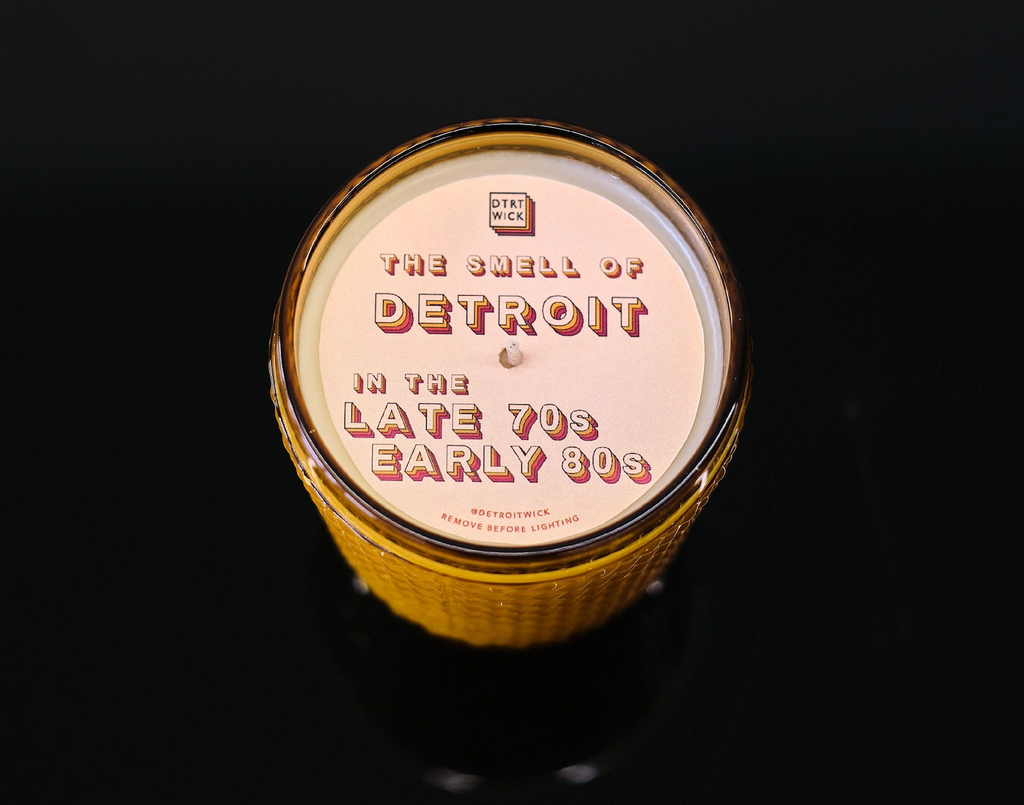 DTRT
WiCK
THE SMELL OF
DETROIT
IN THE
LATE 70s
EARLY 80s
@DETROITWICK
REMOVE BEFORE LIGHTING